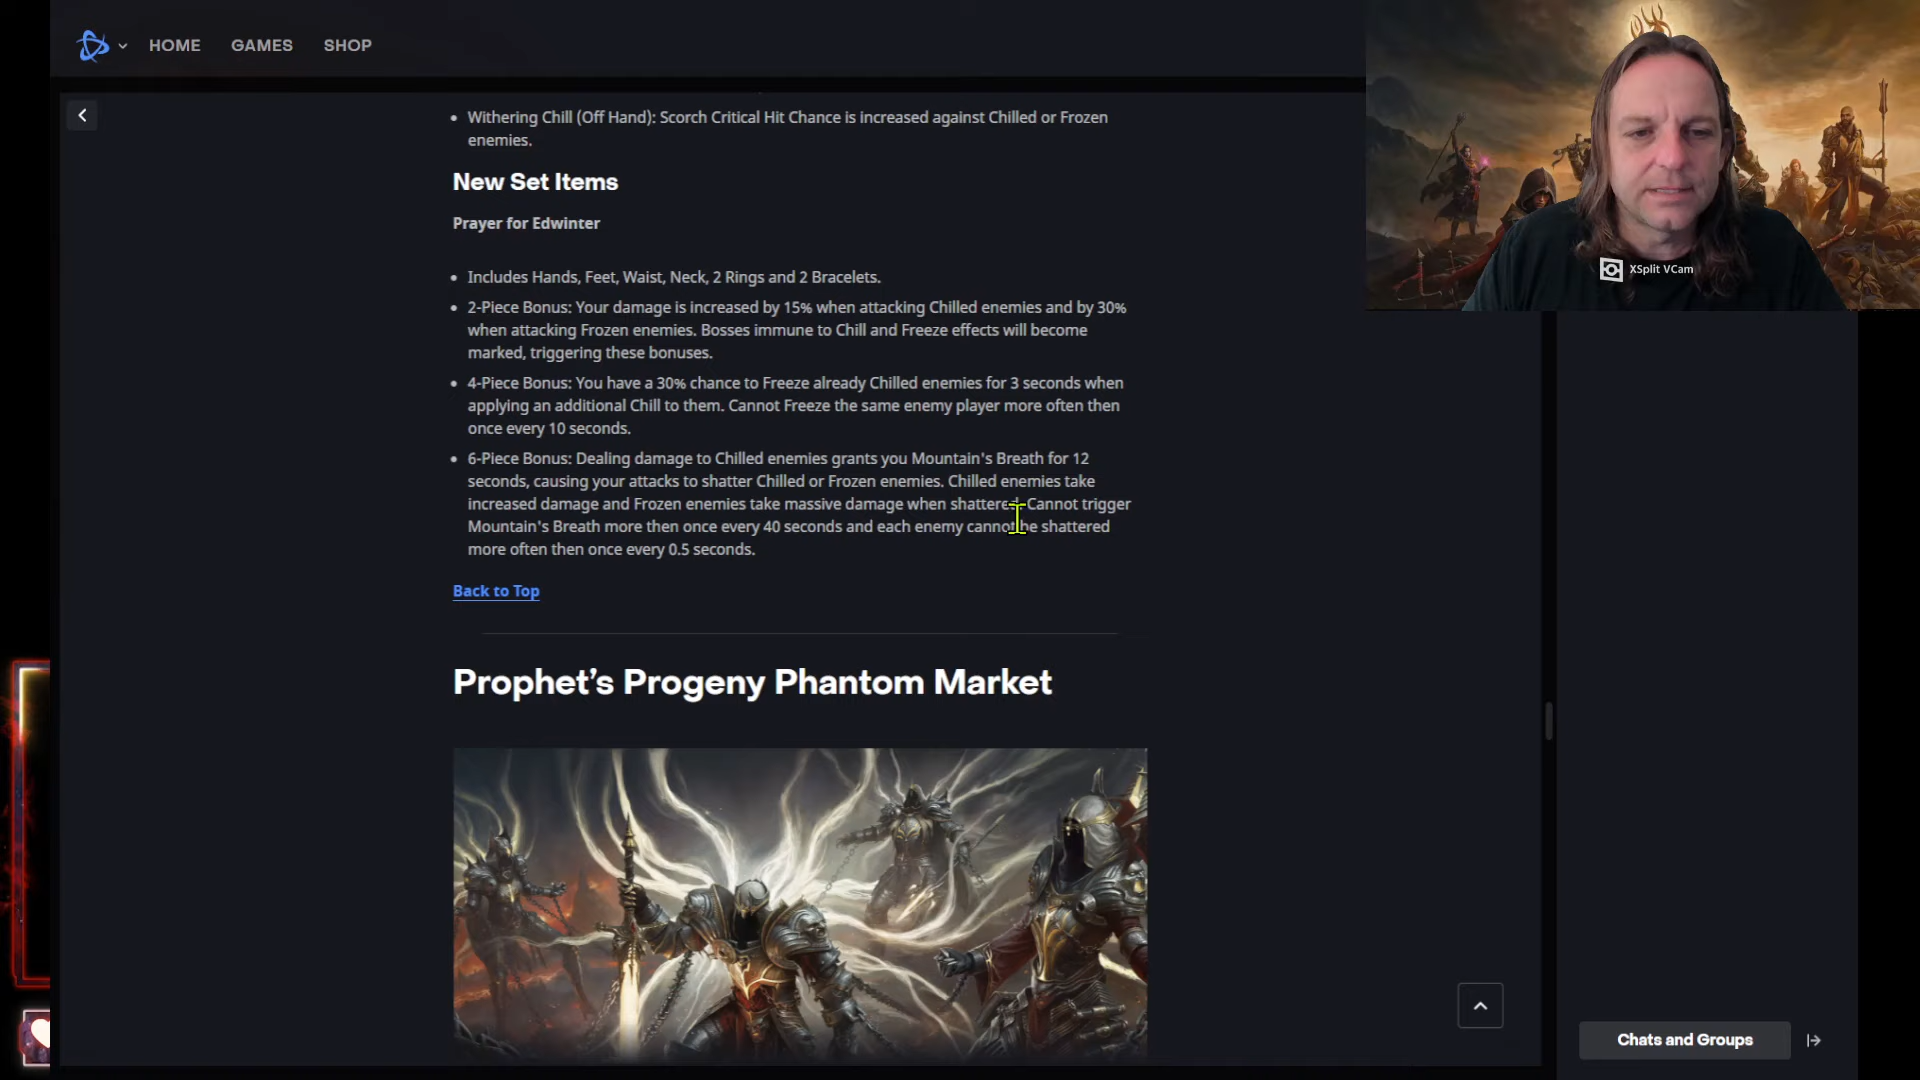 HOME GAMES SHOP
Withering Chill (Off Hand): Scorch Critical Hit Chance is increased against Chilled or Frozen
enemies.
New Set Items
Prayer for Edwinter
Includes Hands, Feet, Waist, Neck, 2 Rings and 2 Bracelets.
2-Piece Bonus: Your damage is increased by 15% when attacking Chilled enemies and by 30%
when attacking Frozen enemies. Bosses immune to Chill and Freeze effects will become
marked, triggering these bonuses.
4-Piece Bonus: You have a 30% chance to Freeze already Chilled enemies for 3 seconds when
applying an additional Chill to them. Cannot Freeze the same enemy player more often then
once every 10 seconds.
6-Piece Bonus: Dealing damage to Chilled enemies grants you Mountain's Breath for 12
seconds, causing your attacks to shatter Chilled or Frozen enemies. Chilled enemies take
increased damage and Frozen enemies take massive damage when shattered. Cannot trigger
Mountain's Breath more then once every 40 seconds and each enemy cannot be shattered
more often then once every 0.5 seconds.
Back to Top
Prophet’s Progeny Phantom Market
XSplit VCam
Chats and Groups